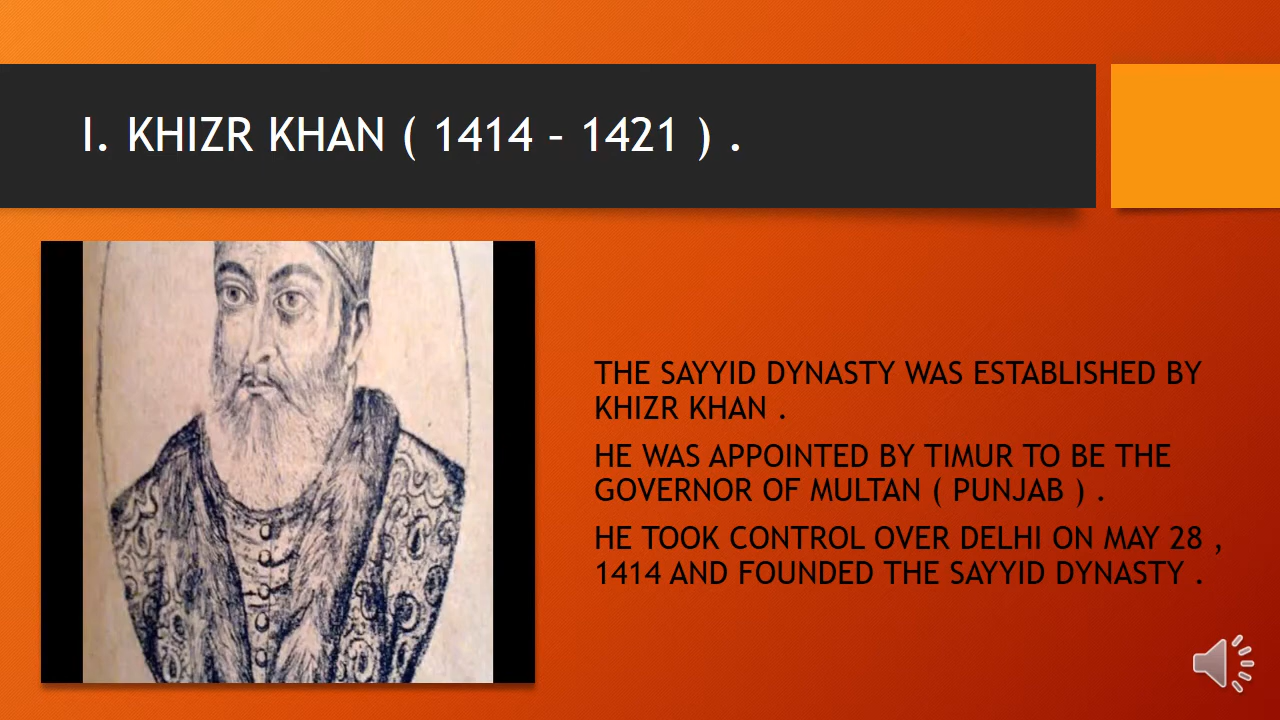 I. KHIZR KHAN ( 1414 – 1421 ) .
THE SAYYID DYNASTY WAS ESTABLISHED BY
KHIZR KHAN .
HE WAS APPOINTED BY TIMUR TO BE THE
GOVERNOR OF MULTAN ( PUNJAB ) .
HE TOOK CONTROL OVER DELHI ON MAY 28 ,
1414 AND FOUNDED THE SAYYID DYNASTY .